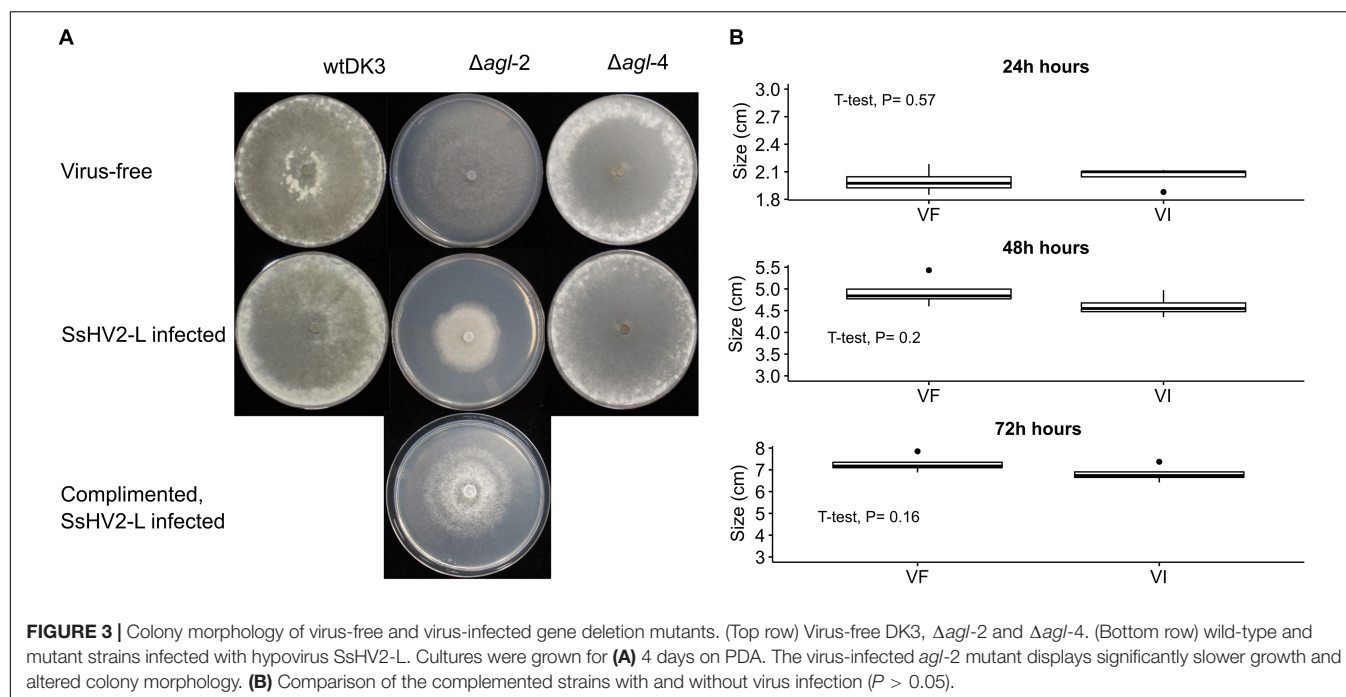 A
wtDK3
Δagl-2
Δagl-4
Virus-free
SsHV2-L infected
Complimented,
SsHV2-L infected
B
24h hours
Size (cm)
3.0
2.7
2.4
2.1
1.8
T-test, P= 0.57
VF
VI
48h hours
Size (cm)
5.5
5.0
4.5
4.0
3.5
3.0
T-test, P= 0.2
VF
VI
72h hours
Size (cm)
8
7
6
5
4
3
T-test, P= 0.16
VF
VI
FIGURE 3 | Colony morphology of virus-free and virus-infected gene deletion mutants. (Top row) Virus-free DK3, Δagl-2 and Δagl-4. (Bottom row) wild-type and
mutant strains infected with hypovirus SsHV2-L. Cultures were grown for (A) 4 days on PDA. The virus-infected agl-2 mutant displays significantly slower growth and
altered colony morphology. (B) Comparison of the complemented strains with and without virus infection (P > 0.05).